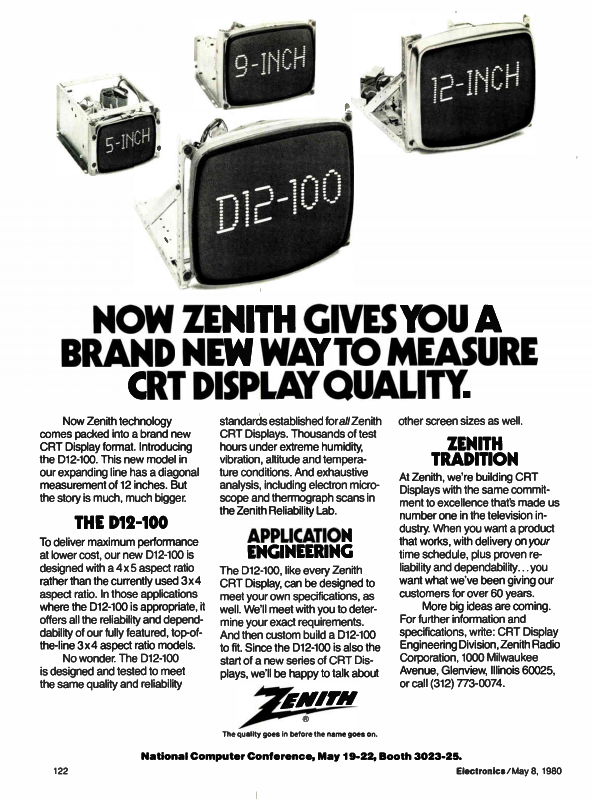 9-INCH
12-INCH
5-INCH
D12-100
NOW ZENITH GIVES YOU A
BRAND NEW WAY TO MEASURE
CRT DISPLAY QUALITY.
Now Zenith technology
comes packed into a brand new
CRT Display format. Introducing
the D12-100. This new model in
our expanding line has a diagonal
measurement of 12 inches. But
the story is much, much bigger.
THE D12-100
To deliver maximum performance
at lower cost, our new D12-100 is
designed with a 4x5 aspect ratio
rather than the currently used 3x4
aspect ratio. In those applications
where the D12-100 is appropriate, it
offers all the reliability and depend-
dability of our fully featured, top-of-
the-line 3x4 aspect ratio models.
No wonder. The D12-100
is designed and tested to meet
the same quality and reliability
standards established for all Zenith
CRT Displays. Thousands of test
hours under extreme humidity,
vibration, altitude and tempera-
ture conditions. And exhaustive
analysis, including electron micro-
scope and thermograph scans in
the Zenith Reliability Lab.
APPLICATION
ENGINEERING
The D12-100, like every Zenith
CRT Display, can be designed to
meet your own specifications, as
well. We'll meet with you to deter-
mine your exact requirements.
And then custom build a D12-100
to fit. Since the D12-100 is also the
start of a new series of CRT Dis-
plays, we'll be happy to talk about
other screen sizes as well.
ZENITH
TRADITION
At Zenith, we're building CRT
Displays with the same commit-
ment to excellence that's made us
number one in the television in-
dustry. When you want a product
that works, with delivery on your
time schedule, plus proven re-
liability and dependability...you
want what we've been giving our
customers for over 60 years.
More big ideas are coming.
For further information and
specifications, write: CRT Display
Engineering Division, Zenith Radio
Corporation, 1000 Milwaukee
Avenue, Glenview, Illinois 60025,
or call (312) 773-0074.
ZENITH
®
The quality goes in before the name goes on.
National Computer Conference, May 19-22, Booth 3023-25.
122
Electronics/May 8, 1980